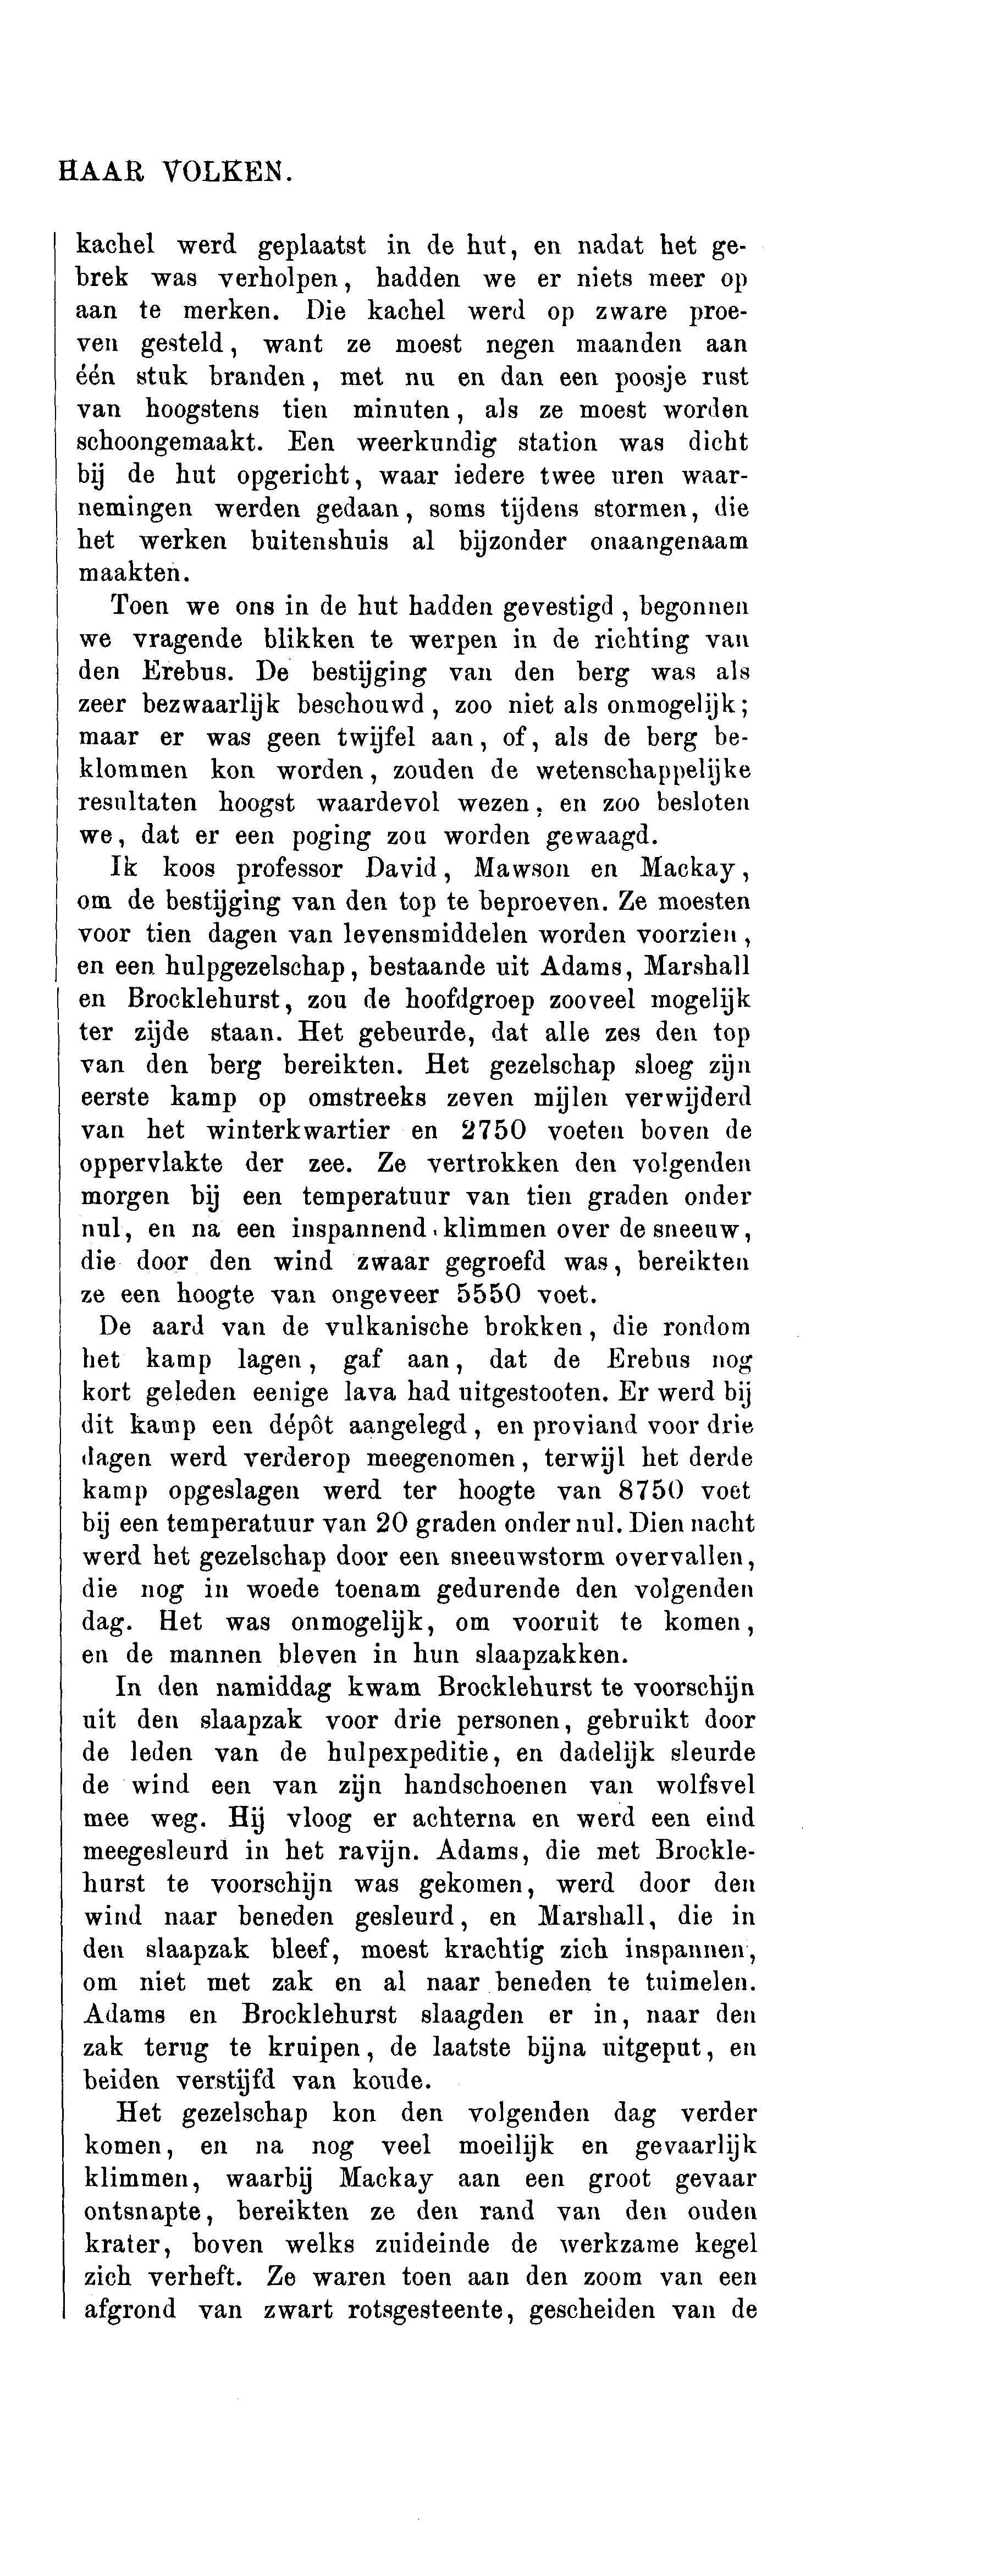 HAAR VOLKEN.
kachel werd geplaatst in de hut, en nadat het ge-
brek was verholpen, hadden we er niets meer op
aan te merken. Die kachel werd op zware proe-
ven gesteld, want ze moest negen maanden aan
één stuk branden, met nu en dan een poosje rust
van hoogstens tien minuten, als ze moest worden
schoongemaakt. Een weerkundig station was dicht
bij de hut opgericht, waar iedere twee uren waar-
nemingen werden gedaan, soms tijdens stormen, die
het werken buitenshuis al bijzonder onaangenaam
maakten.
Toen we ons in de hut hadden gevestigd, begonnen
we vragende blikken te werpen in de richting van
den Erebus. De bestijging van den berg was als
zeer bezwaarlijk beschouwd, zoo niet als onmogelijk;
maar er was geen twijfel aan, of, als de berg be-
klommen kon worden, zouden de wetenschappelijke
resultaten hoogst waardevol wezen, en zoo besloten
we, dat er een poging zou worden gewaagd.
Ik koos professor David, Mawson en Mackay,
om de bestijging van den top te beproeven. Ze moesten
voor tien dagen van levensmiddelen worden voorzien,
en een hulpgezelschap, bestaande uit Adams, Marshall
en Brocklehurst, zou de hoofdgroep zooveel mogelijk
ter zijde staan. Het gebeurde, dat alle zes den top
van den berg bereikten. Het gezelschap sloeg zijn
eerste kamp op omstreeks zeven mijlen verwijderd
van het winterkwartier en 2750 voeten boven de
oppervlakte der zee. Ze vertrokken den volgenden
morgen bij een temperatuur van tien graden onder
nul, en na een inspannend klimmen over de sneeuw,
die door den wind zwaar gegroefd was, bereikten
ze een hoogte van ongeveer 5550 voet.
De aard van de vulkanische brokken, die rondom
het kamp lagen, gaf aan, dat de Erebus nog
kort geleden eenige lava had uitgestooten. Er werd bij
dit kamp een dépôt aangelegd, en proviand voor drie
dagen werd verderop meegenomen, terwijl het derde
kamp opgeslagen werd ter hoogte van 8750 voet
bij een temperatuur van 20 graden onder nul. Dien nacht
werd het gezelschap door een sneeuwstorm overvallen,
die nog in woede toenam gedurende den volgenden
dag. Het was onmogelijk, om vooruit te komen,
en de mannen bleven in hun slaapzakken.
In den namiddag kwam Brocklehurst te voorschijn
uit den slaapzak voor drie personen, gebruikt door
de leden van de hulpexpeditie, en dadelijk sleurde
de wind een van zijn handschoenen van wolfsvel
mee weg. Hij vloog er achterna en werd een eind
meegesleurd in het ravijn. Adams, die met Brockle-
hurst te voorschijn was gekomen, werd door den
wind naar beneden gesleurd, en Marshall, die in
den slaapzak bleef, moest krachtig zich inspannen,
om niet met zak en al naar beneden te tuimelen.
Adams en Brocklehurst slaagden er in, naar den
zak terug te kruipen, de laatste bijna uitgeput, en
beiden verstijfd van koude.
Het gezelschap kon den volgenden dag verder
komen, en na nog veel moeilijk en gevaarlijk
klimmen, waarbij Mackay aan een groot gevaar
ontsnapte, bereikten ze den rand van den ouden
krater, boven welks zuideinde de werkzame kegel
zich verheft. Ze waren toen aan den zoom van een
afgrond van zwart rotsgesteente, gescheiden van de